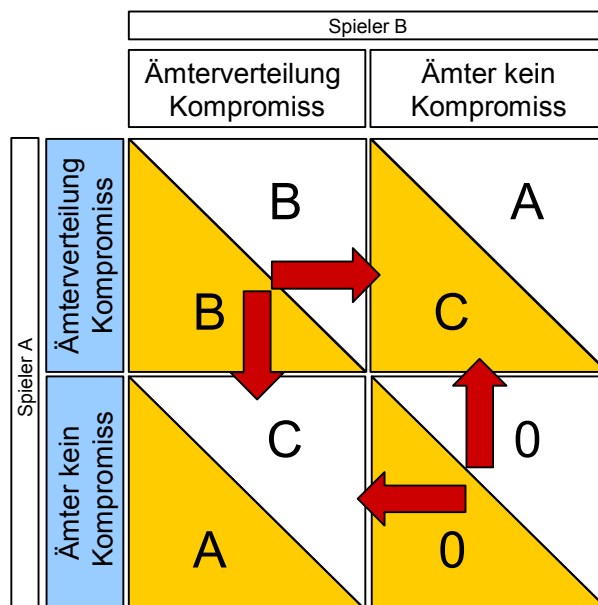 Spieler B
Ämterverteilung
Kompromiss
Ämter kein
Kompromiss
Spieler A
Ämterverteilung
Kompromiss
B
B
A
C
Ämter kein
Kompromiss
C
A
0
0